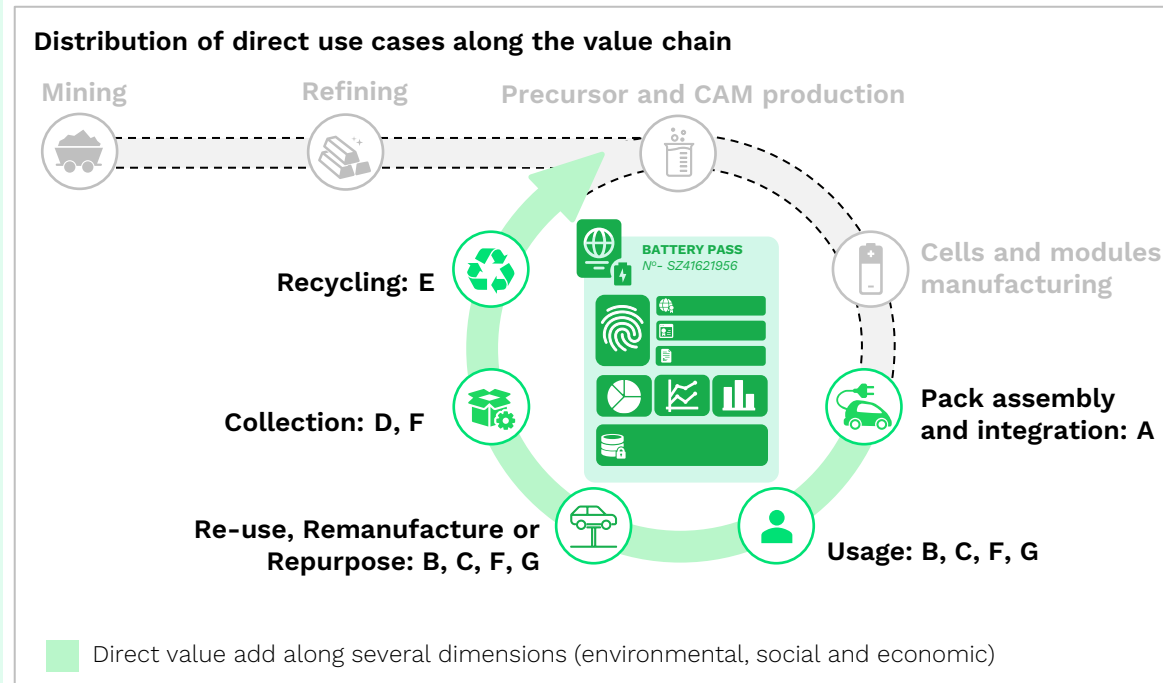 Distribution of direct use cases along the value chain
Mining
Refining
Precursor and CAM production
Cells and modules
manufacturing
BATTERY PASS
Nº- SZ41621956
Recycling: E
Collection: D, F
Pack assembly
and integration: A
Re-use, Remanufacture or
Repurpose: B, C, F, G
Usage: B, C, F, G
Direct value add along several dimensions (environmental, social and economic)